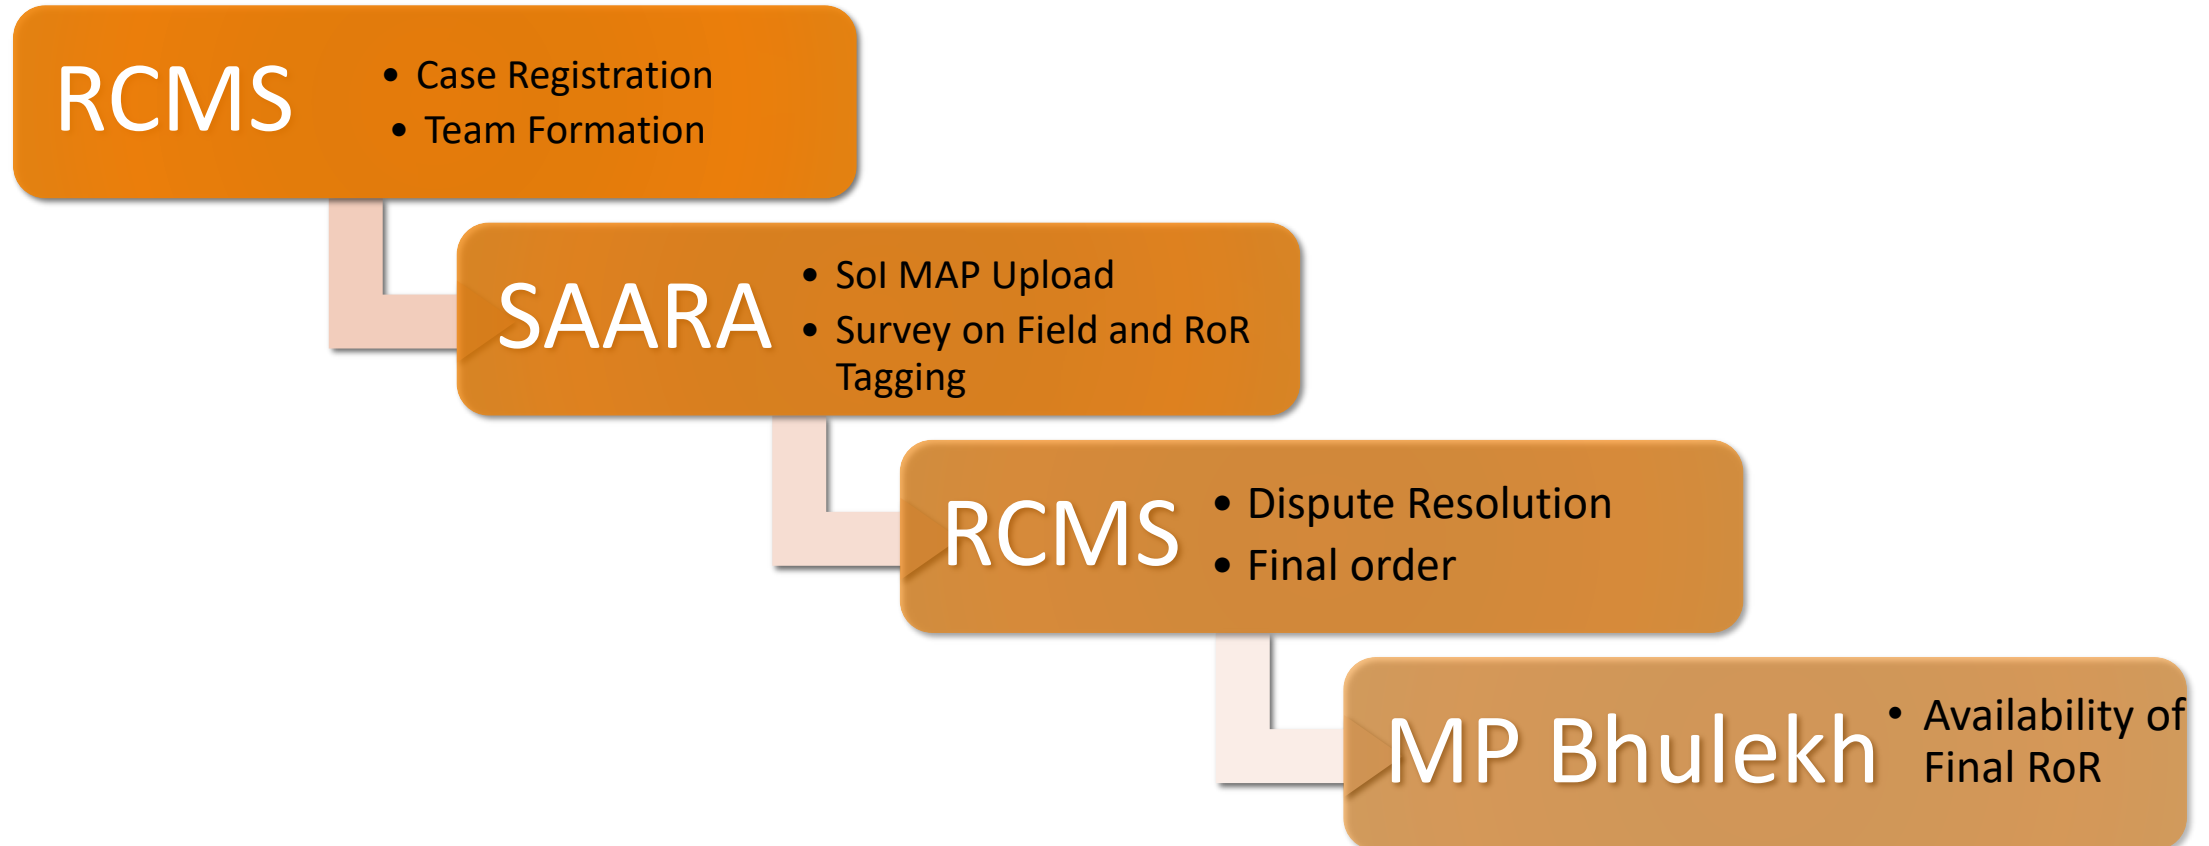 RCMS
• Case Registration
• Team Formation
SAARA
• SoI MAP Upload
• Survey on Field and RoR
Tagging
RCMS
• Dispute Resolution
• Final order
MP Bhulekh
• Availability of
Final RoR